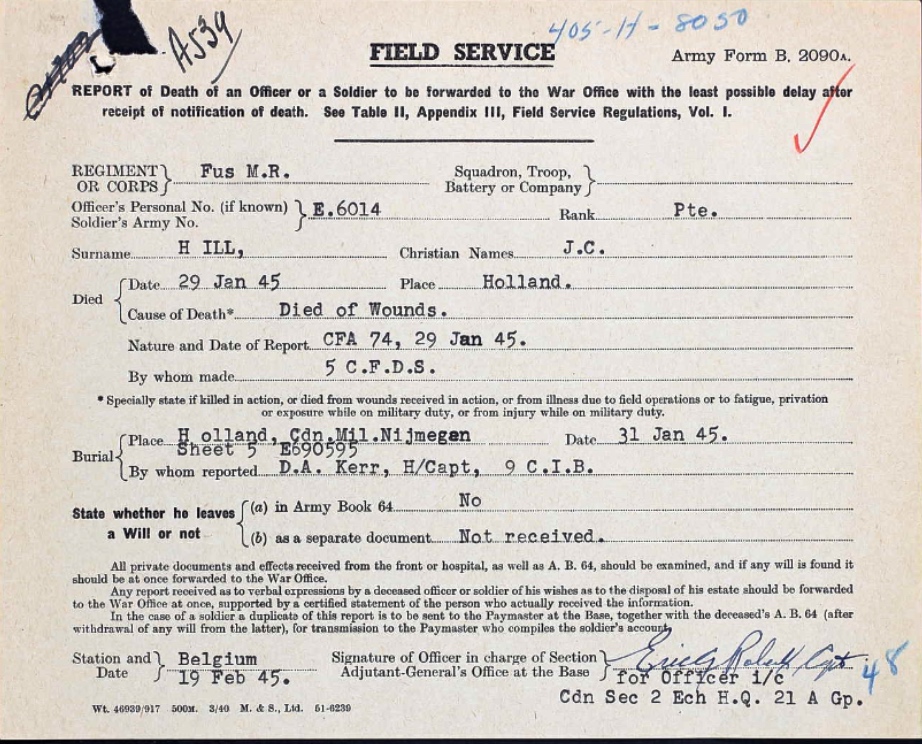 A539
405-H-8050
FIELD SERVICE
Army Form B. 2090A.
REPORT of Death of an Officer or a Soldier to be forwarded to the War Office with the least possible delay after
receipt of notification of death. See Table II, Appendix III, Field Service Regulations, Vol. I.
REGIMENT OR CORPS } Fus M.R. Squadron, Troop, Battery or Company }
Officer's Personal No. (if known) Soldier's Army No. } E.6014 Rank Pte.
Surname H ILL, Christian Names J.C.
Died { Date 29 Jan 45 Place Holland.
Cause of Death* Died of Wounds.
Nature and Date of Report CFA 74, 29 Jan 45.
By whom made 5 C.F.D.S.
* Specially state if killed in action, or died from wounds received in action, or from illness due to field operations or to fatigue, privation
or exposure while on military duty, or from injury while on military duty.
Burial { Place H olland, Cdn.Mil.Nijmegen Date 31 Jan 45.
Sheet 5 E690595
By whom reported D.A. Kerr, H/Capt, 9 C.I.B.
State whether he leaves a Will or not { (a) in Army Book 64 No
(b) as a separate document Not received.
All private documents and effects received from the front or hospital, as well as A. B. 64, should be examined, and if any will is found it
should be at once forwarded to the War Office.
Any report received as to verbal expressions by a deceased officer or soldier of his wishes as to the disposal of his estate should be forwarded
to the War Office at once, supported by a certified statement of the person who actually received the information.
In the case of a soldier a duplicate of this report is to be sent to the Paymaster at the Base, together with the deceased's A. B. 64 (after
withdrawal of any will from the latter), for transmission to the Paymaster who compiles the soldier's account.
Station and Date } Belgium 19 Feb 45. Signature of Officer in charge of Section Adjutant-General's Office at the Base } Capt 48
for Officer i/c
Cdn Sec 2 Ech H.Q. 21 A Gp.
Wt. 46939/917 500M. 3/40 M. & S., Ltd. 51-6239